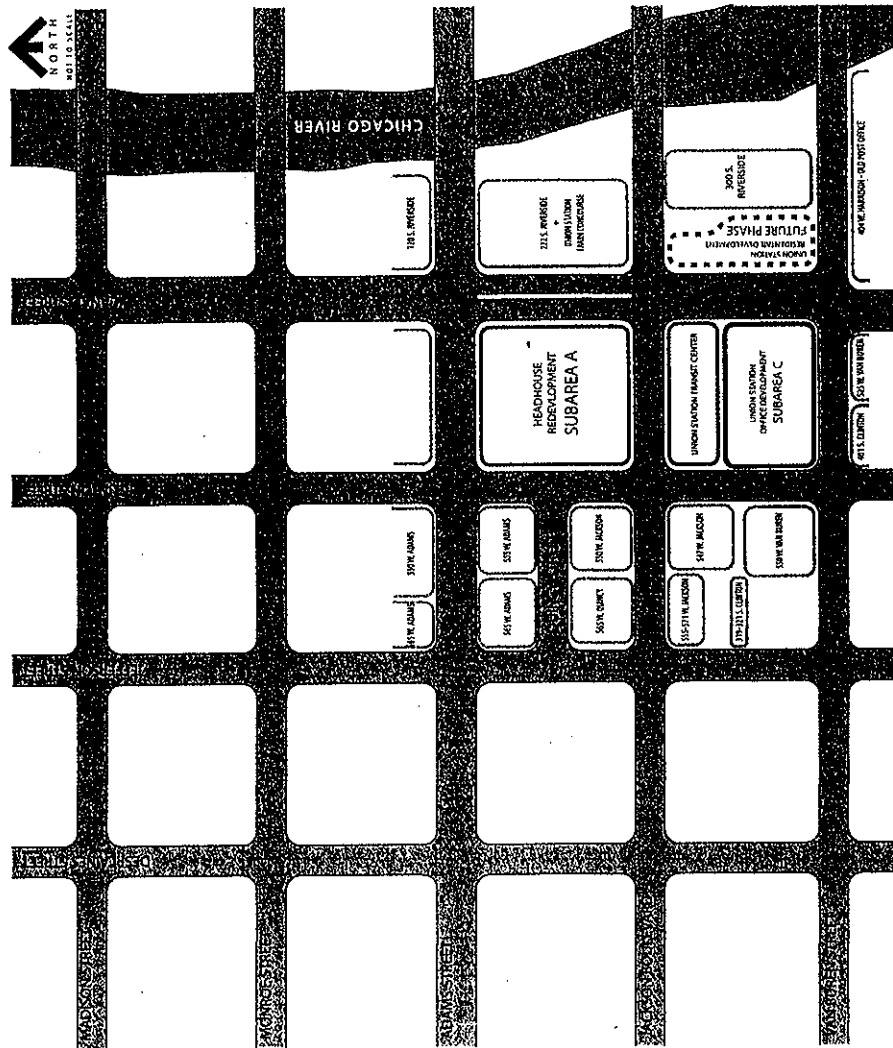 NORTH
NOT TO SCALE
CHICAGO RIVER
120 S. RIVERSIDE
222 S. RIVERSIDE
+
UNION STATION
TRAIN CONCOURSE
300 S.
RIVERSIDE
UNION STATION
RESIDENTIAL DEVELOPMENT
FUTURE PHASE
404 W. HARRISON - OLD POST OFFICE
HEADHOUSE
REDEVLOPMENT
SUBAREA A
UNION STATION TRANSIT CENTER
UNION STATION
OFFICE DEVELOPMENT
SUBAREA C
401 S. CLINTON
525 W. VAN BUREN
550 W. ADAMS
555 W. ADAMS
565 W. ADAMS
550 W. JACKSON
565 W. QUINCY
547 W. JACKSON
555-571 W. JACKSON
550 W. VAN BUREN
319-321 S. CLINTON
MADISON STREET
MONROE STREET
ADAMS STREET
JACKSON BOULEVARD
VAN BUREN STREET
DESPLAINES STREET